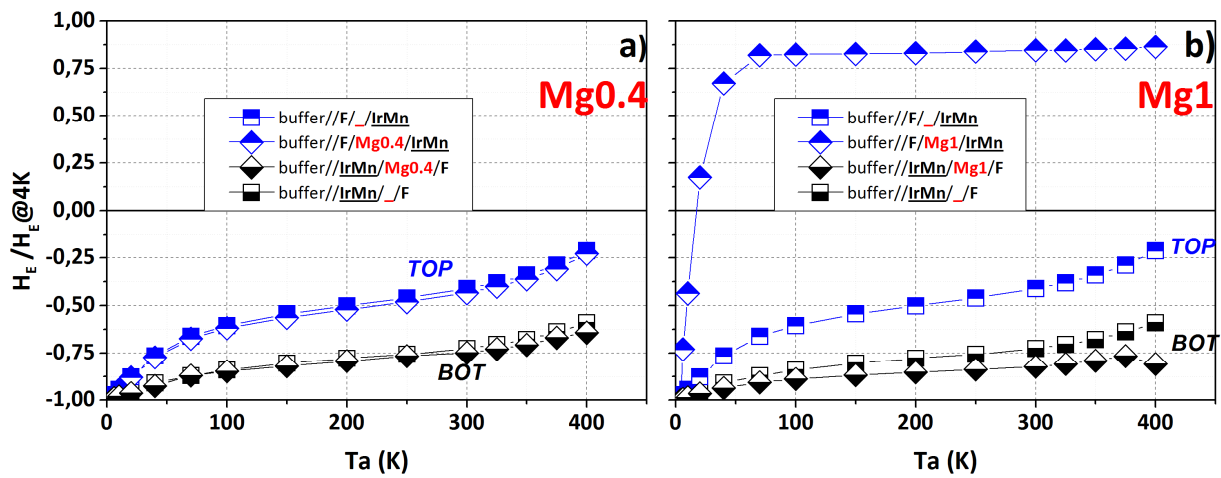 1,00
0,75
0,50
0,25
0,00
-0,25
-0,50
-0,75
-1,00
H_E /H_E@4K
a)
Mg0.4
buffer//F/_/IrMn
buffer//F/Mg0.4/IrMn
buffer//IrMn/Mg0.4/F
buffer//IrMn/_/F
TOP
BOT
0 100 200 300 400
Ta (K)
b)
Mg1
buffer//F/_/IrMn
buffer//F/Mg1/IrMn
buffer//IrMn/Mg1/F
buffer//IrMn/_/F
TOP
BOT
0 100 200 300 400
Ta (K)